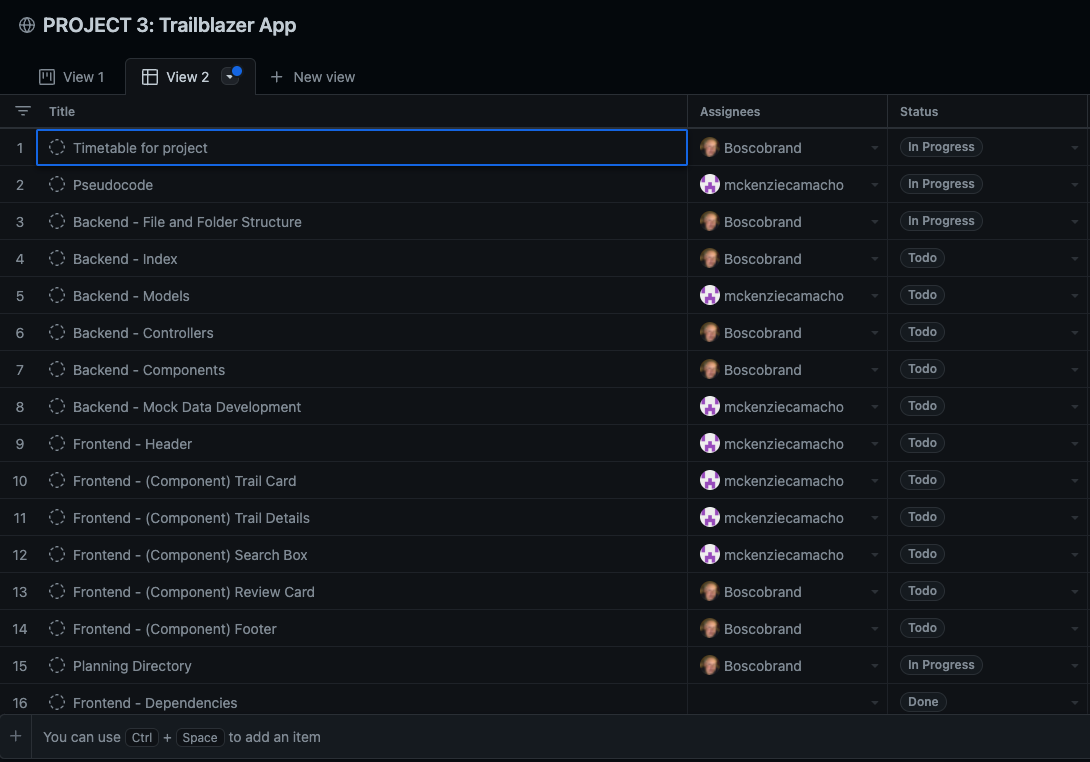 PROJECT 3: Trailblazer App
View 1 View 2 New view
Title Assignees Status
1 Timetable for project Boscobrand In Progress
2 Pseudocode mckenziecamacho In Progress
3 Backend - File and Folder Structure Boscobrand In Progress
4 Backend - Index Boscobrand Todo
5 Backend - Models mckenziecamacho Todo
6 Backend - Controllers Boscobrand Todo
7 Backend - Components Boscobrand Todo
8 Backend - Mock Data Development mckenziecamacho Todo
9 Frontend - Header mckenziecamacho Todo
10 Frontend - (Component) Trail Card mckenziecamacho Todo
11 Frontend - (Component) Trail Details mckenziecamacho Todo
12 Frontend - (Component) Search Box mckenziecamacho Todo
13 Frontend - (Component) Review Card Boscobrand Todo
14 Frontend - (Component) Footer Boscobrand Todo
15 Planning Directory Boscobrand In Progress
16 Frontend - Dependencies Done
+ You can use Ctrl + Space to add an item